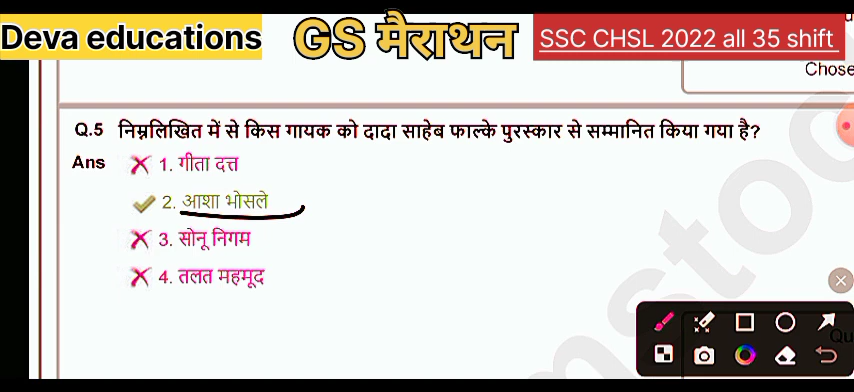 Deva educations GS मैराथन SSC CHSL 2022 all 35 shift
Chose
Q.5 निम्नलिखित में से किस गायक को दादा साहेब फाल्के पुरस्कार से सम्मानित किया गया है?
Ans 1. गीता दत्त
2. आशा भोसले
3. सोनू निगम
4. तलत महमूद